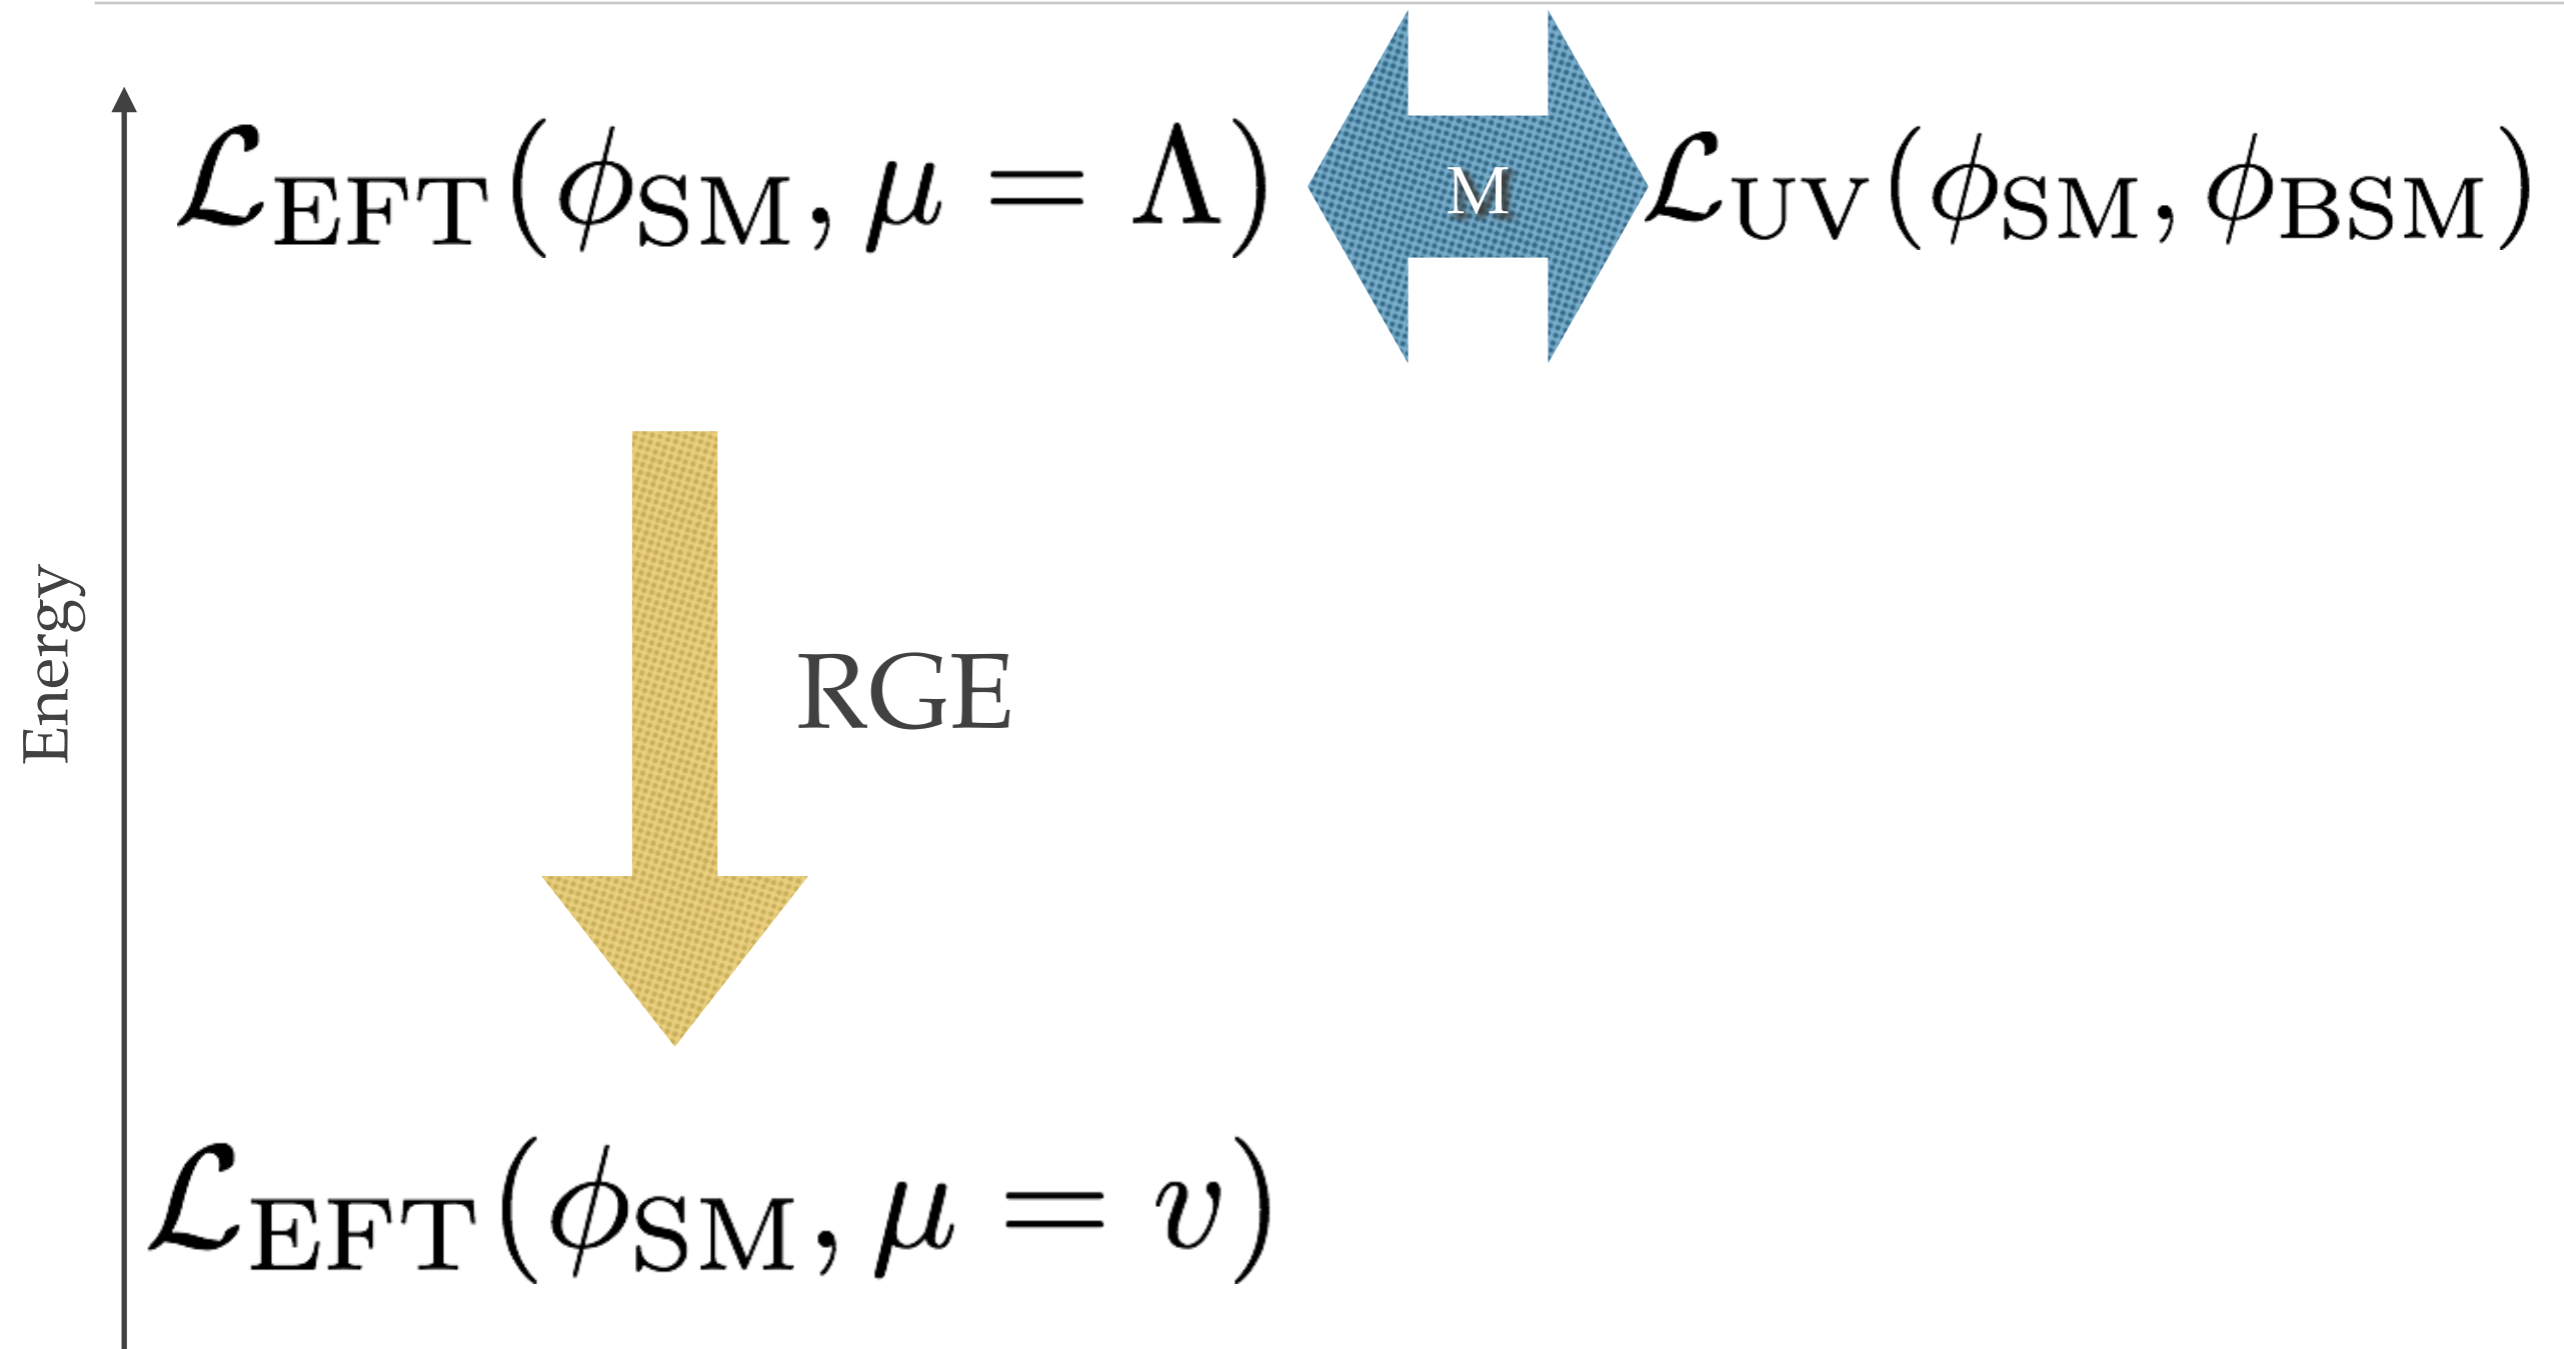 ℒ_EFT(ϕ_SM, μ = Λ) M ℒ_UV(ϕ_SM, ϕ_BSM)
Energy
RGE
ℒ_EFT(ϕ_SM, μ = v)